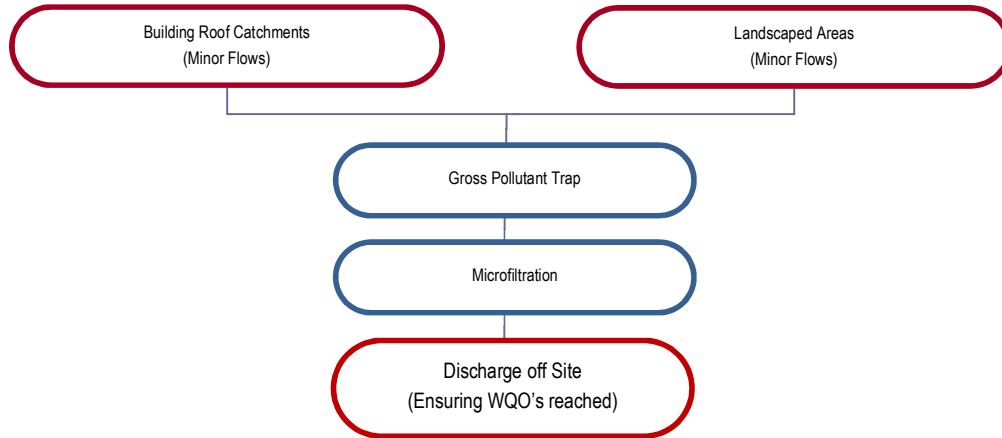 Building Roof Catchments
(Minor Flows)
Landscaped Areas
(Minor Flows)
Gross Pollutant Trap
Microfiltration
Discharge off Site
(Ensuring WQO's reached)